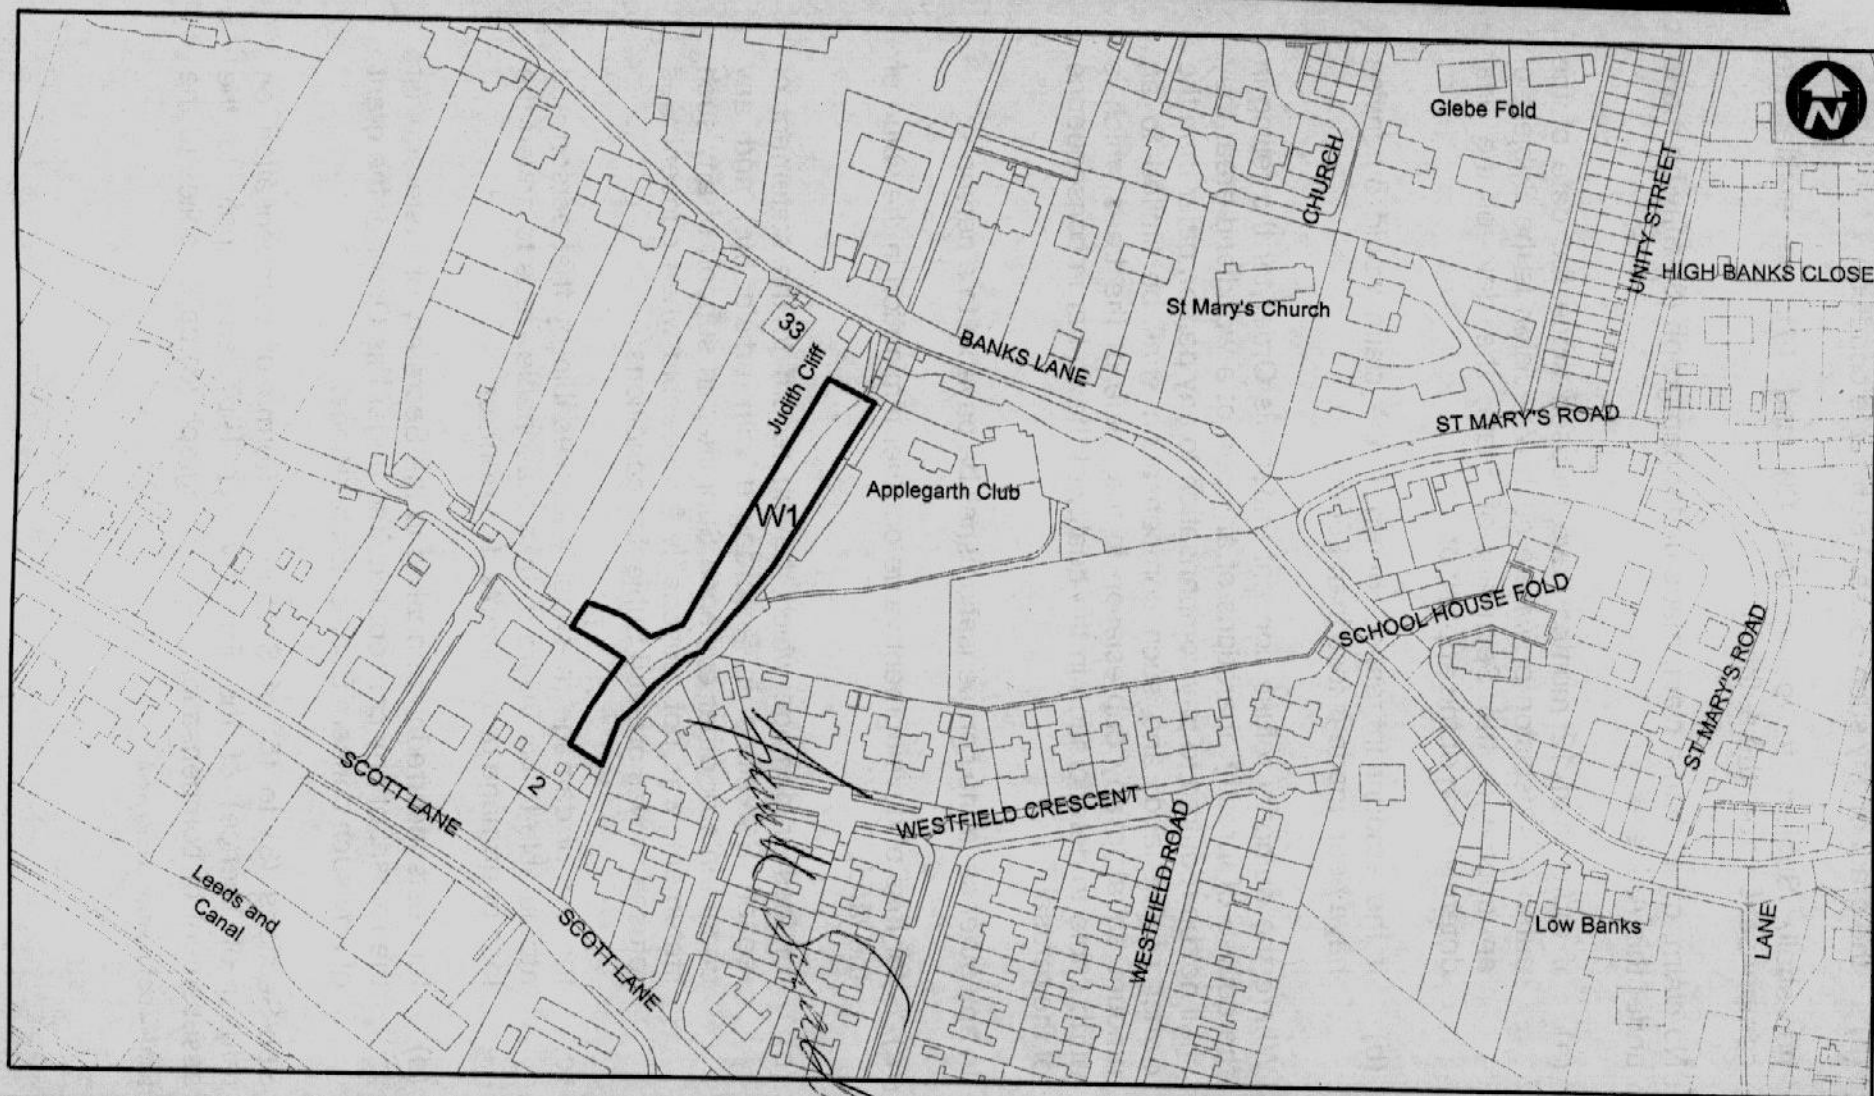 N
Glebe Fold
CHURCH
UNITY STREET
HIGH BANKS CLOSE
St Mary's Church
33
Judith Cliff
BANKS LANE
ST MARY'S ROAD
W1
Applegarth Club
SCHOOL HOUSE FOLD
ST MARY'S ROAD
SCOTT LANE
2
WESTFIELD CRESCENT
WESTFIELD ROAD
Leeds and
Canal
SCOTT LANE
Low Banks
LANE